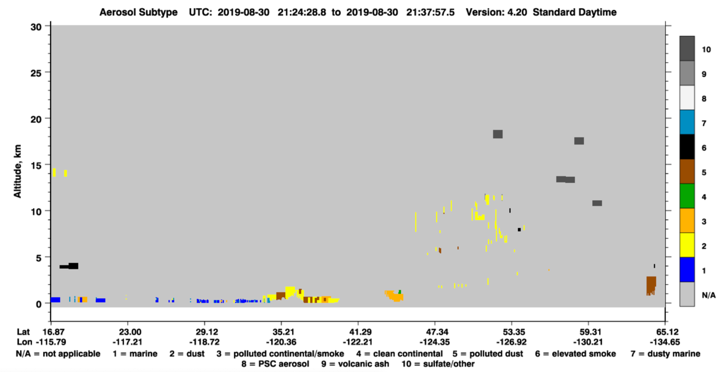 Aerosol Subtype UTC: 2019-08-30 21:24:28.8 to 2019-08-30 21:37:57.5 Version: 4.20 Standard Daytime
30
25
20
15
10
5
0
Altitude, km
10
9
8
7
6
5
4
3
2
1
N/A
Lat 16.87 23.00 29.12 35.21 41.29 47.34 53.35 59.31 65.12
Lon -115.79 -117.21 -118.72 -120.36 -122.21 -124.35 -126.92 -130.21 -134.65
N/A = not applicable 1 = marine 2 = dust 3 = polluted continental/smoke 4 = clean continental 5 = polluted dust 6 = elevated smoke 7 = dusty marine
8 = PSC aerosol 9 = volcanic ash 10 = sulfate/other